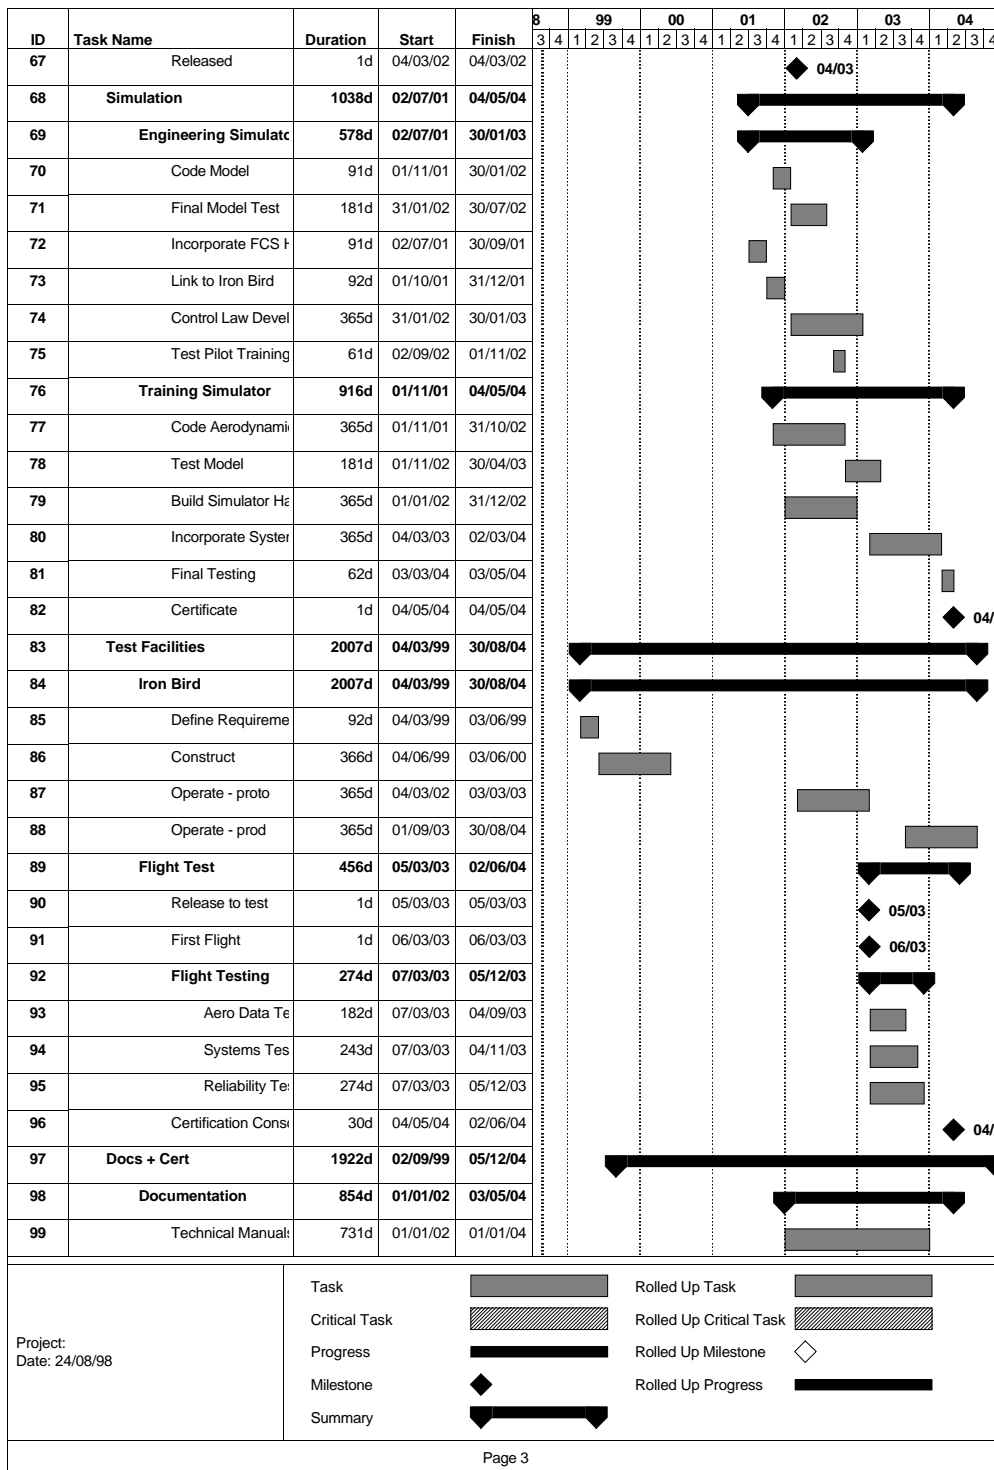 8 99 00 01 02 03 04
ID Task Name Duration Start Finish 3 4 1 2 3 4 1 2 3 4 1 2 3 4 1 2 3 4 1 2 3 4 1 2 3 4
67 Released 1d 04/03/02 04/03/02 04/03
68 Simulation 1038d 02/07/01 04/05/04
69 Engineering Simulato 578d 02/07/01 30/01/03
70 Code Model 91d 01/11/01 30/01/02
71 Final Model Test 181d 31/01/02 30/07/02
72 Incorporate FCS H 91d 02/07/01 30/09/01
73 Link to Iron Bird 92d 01/10/01 31/12/01
74 Control Law Devel 365d 31/01/02 30/01/03
75 Test Pilot Training 61d 02/09/02 01/11/02
76 Training Simulator 916d 01/11/01 04/05/04
77 Code Aerodynami 365d 01/11/01 31/10/02
78 Test Model 181d 01/11/02 30/04/03
79 Build Simulator Ha 365d 01/01/02 31/12/02
80 Incorporate System 365d 04/03/03 02/03/04
81 Final Testing 62d 03/03/04 03/05/04
82 Certificate 1d 04/05/04 04/05/04 04/
83 Test Facilities 2007d 04/03/99 30/08/04
84 Iron Bird 2007d 04/03/99 30/08/04
85 Define Requireme 92d 04/03/99 03/06/99
86 Construct 366d 04/06/99 03/06/00
87 Operate - proto 365d 04/03/02 03/03/03
88 Operate - prod 365d 01/09/03 30/08/04
89 Flight Test 456d 05/03/03 02/06/04
90 Release to test 1d 05/03/03 05/03/03 05/03
91 First Flight 1d 06/03/03 06/03/03 06/03
92 Flight Testing 274d 07/03/03 05/12/03
93 Aero Data Te 182d 07/03/03 04/09/03
94 Systems Tes 243d 07/03/03 04/11/03
95 Reliability Tes 274d 07/03/03 05/12/03
96 Certification Conso 30d 04/05/04 02/06/04 04/
97 Docs + Cert 1922d 02/09/99 05/12/04
98 Documentation 854d 01/01/02 03/05/04
99 Technical Manuals 731d 01/01/02 01/01/04
Project:
Date: 24/08/98
Task Rolled Up Task
Critical Task Rolled Up Critical Task
Progress Rolled Up Milestone
Milestone Rolled Up Progress
Summary
Page 3